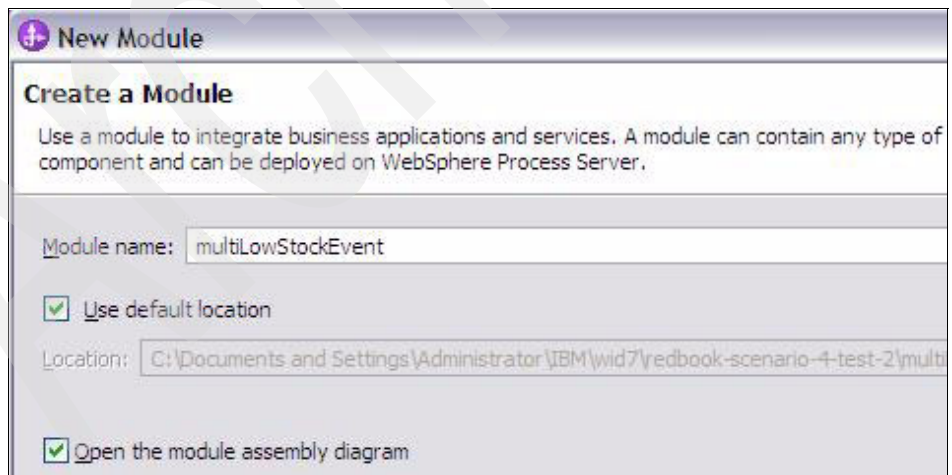 New Module
Create a Module
Use a module to integrate business applications and services. A module can contain any type of
component and can be deployed on WebSphere Process Server.
Module name: multiLowStockEvent
Use default location
Location: C:\Documents and Settings\Administrator\IBM\wid7\redbook-scenario-4-test-2\multi
Open the module assembly diagram